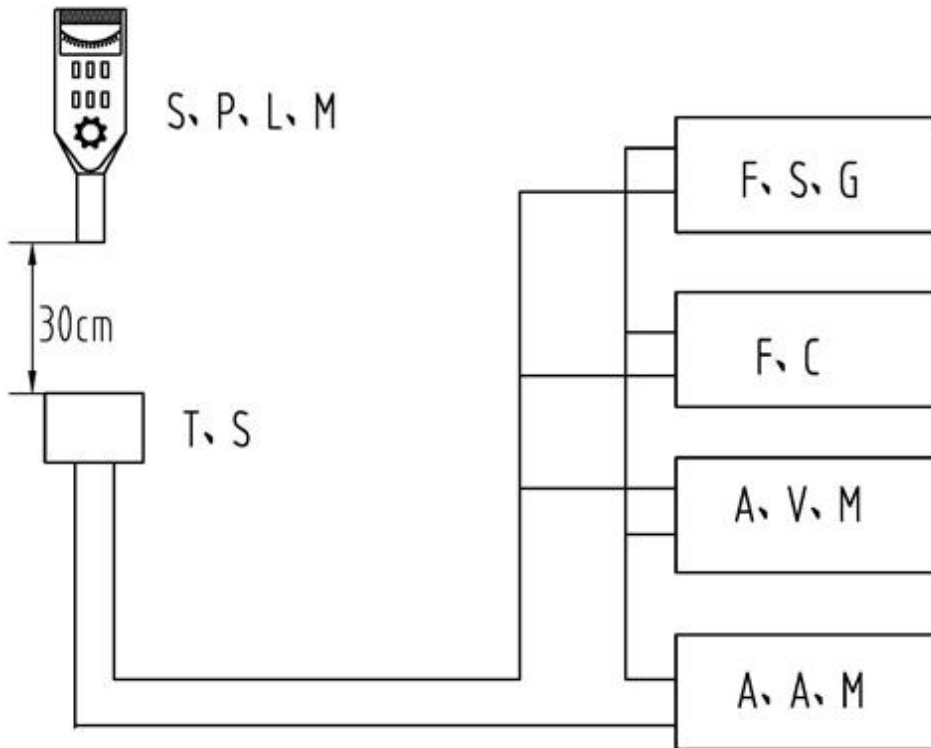 S、P、L、M
F、S、G
30cm
F、C
T、S
A、V、M
A、A、M